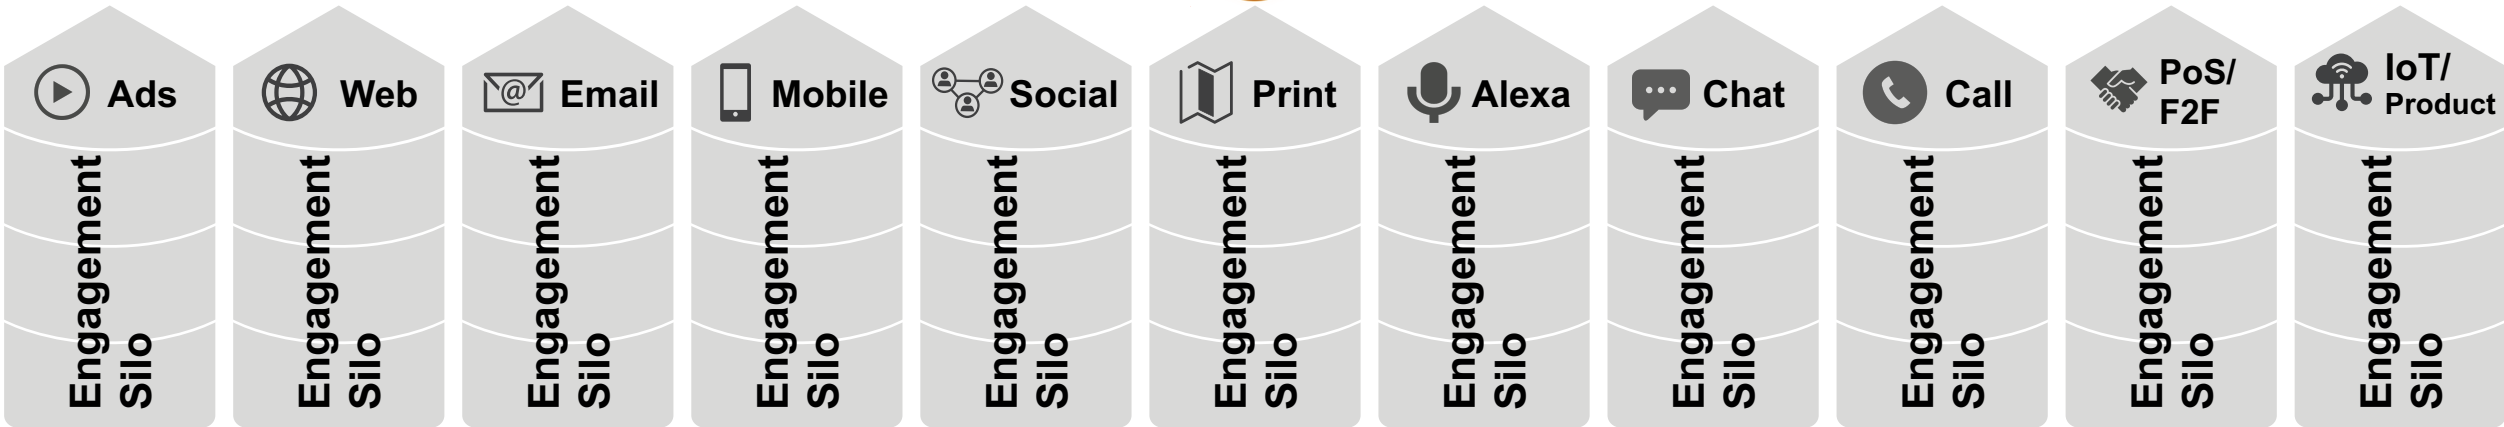 Ads
Engagement
Silo
Web
Engagement
Silo
@
Email
Engagement
Silo
Mobile
Engagement
Silo
Social
Engagement
Silo
Print
Engagement
Silo
Alexa
Engagement
Silo
Chat
Engagement
Silo
Call
Engagement
Silo
PoS/
F2F
Engagement
Silo
IoT/
Product
Engagement
Silo